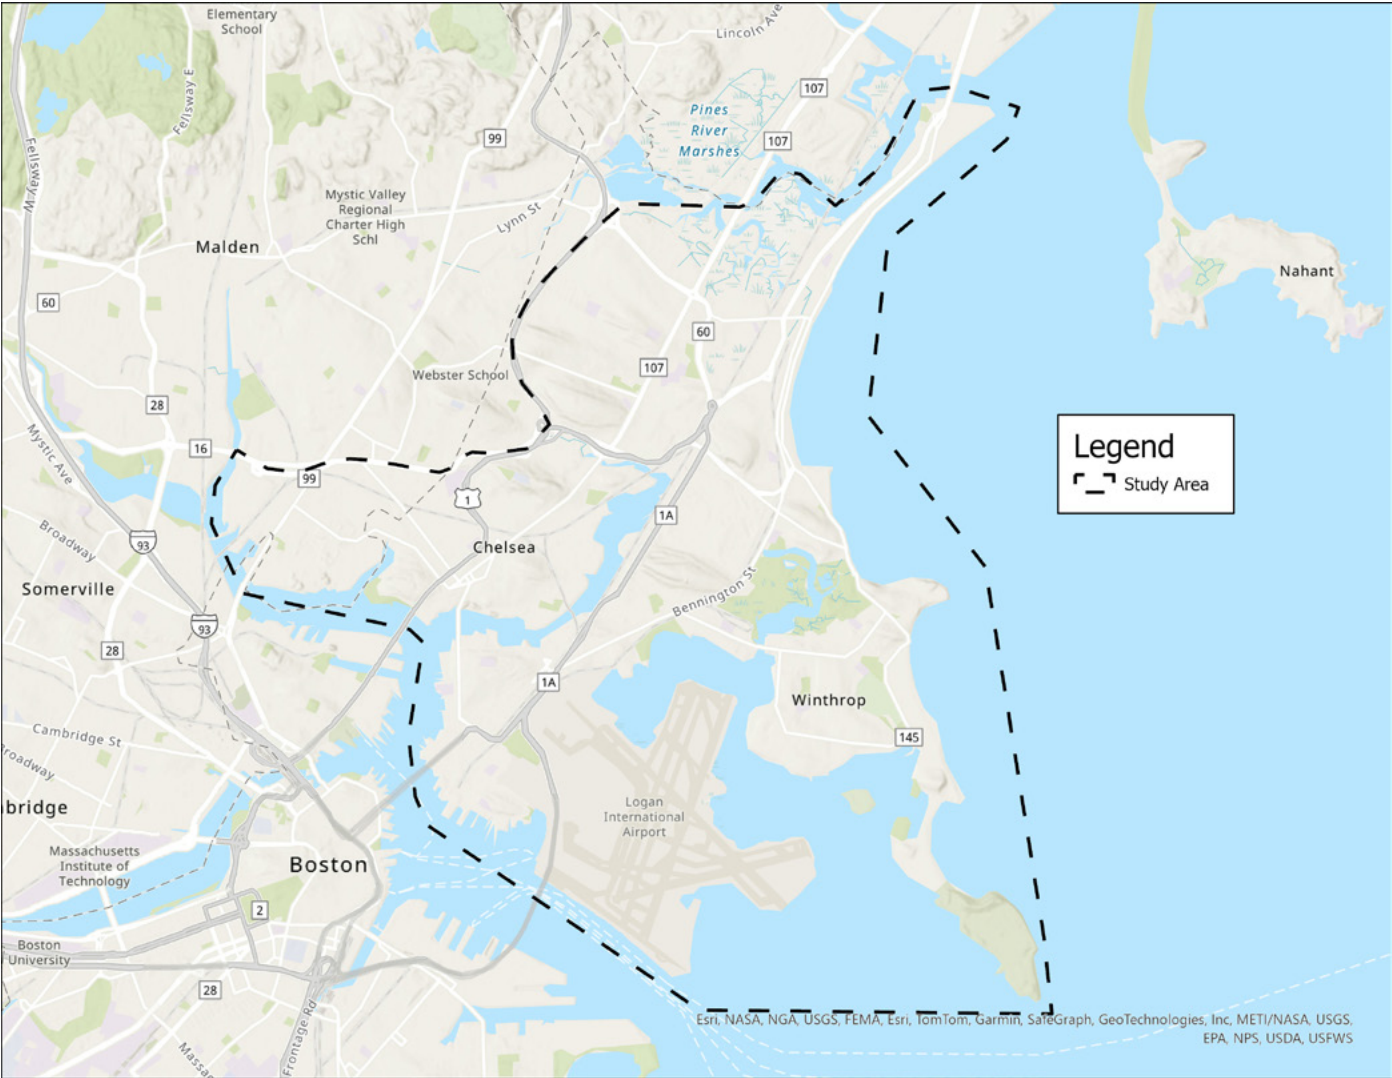 Elementary
School
Lincoln Ave
Fellsway E
107
Pines
River
Marshes
99
107
Fellsway W
Mystic Valley
Regional
Charter High
Schl
Lynn St
Malden
Nahant
60
60
107
Webster School
28
16
Mystic Ave
99
1
1A
Legend
Study Area
Broadway
93
Chelsea
Somerville
Bennington St
93
28
1A
Winthrop
145
Cambridge St
Broadway
Logan
International
Airport
bridge
Massachusetts
Institute of
Technology
Boston
2
Boston
University
28
Frontage Rd
Massac
Esri, NASA, NGA, USGS, FEMA, Esri, TomTom, Garmin, SafeGraph, GeoTechnologies, Inc, METI/NASA, USGS,
EPA, NPS, USDA, USFWS